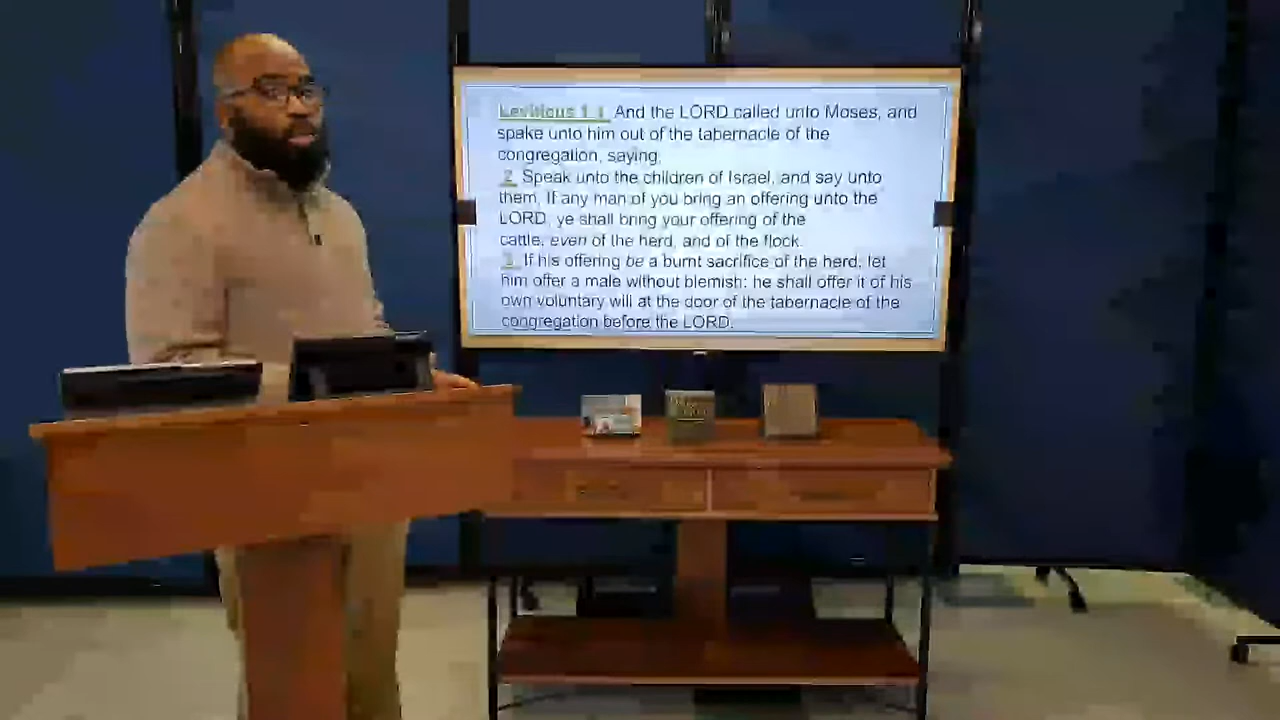 Leviticus 1:1 And the LORD called unto Moses, and
spake unto him out of the tabernacle of the
congregation, saying,
2 Speak unto the children of Israel, and say unto
them, If any man of you bring an offering unto the
LORD, ye shall bring your offering of the
cattle, even of the herd, and of the flock.
3 If his offering be a burnt sacrifice of the herd, let
him offer a male without blemish: he shall offer it of his
own voluntary will at the door of the tabernacle of the
congregation before the LORD.